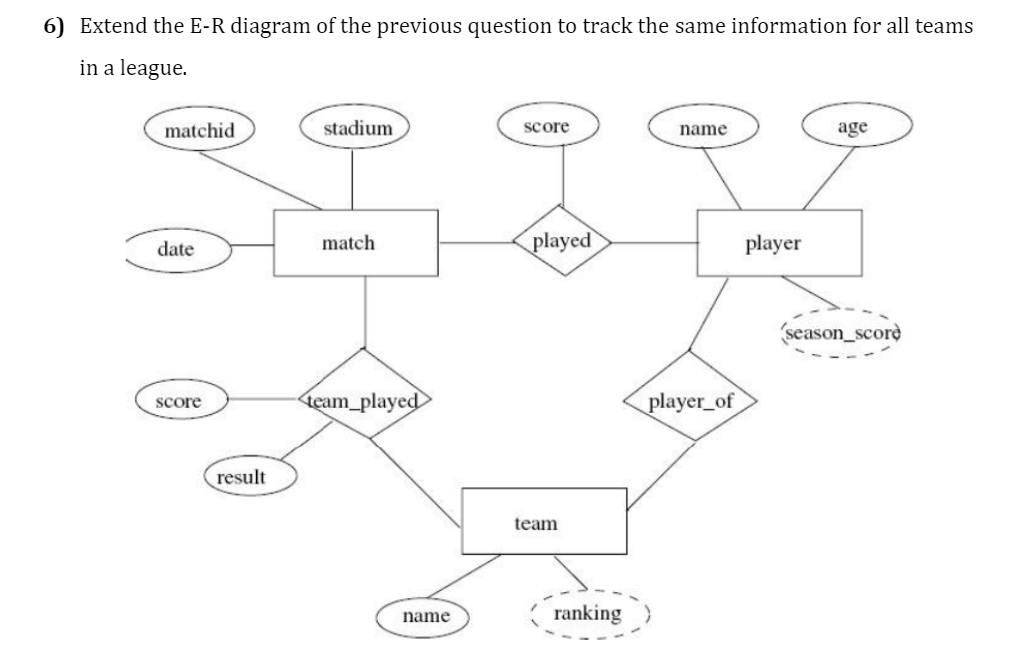 6) Extend the E-R diagram of the previous question to track the same information for all teams
in a league.
matchid
stadium
score
name
age
date
match
played
player
season_score
score
team_played
player_of
result
team
name
ranking